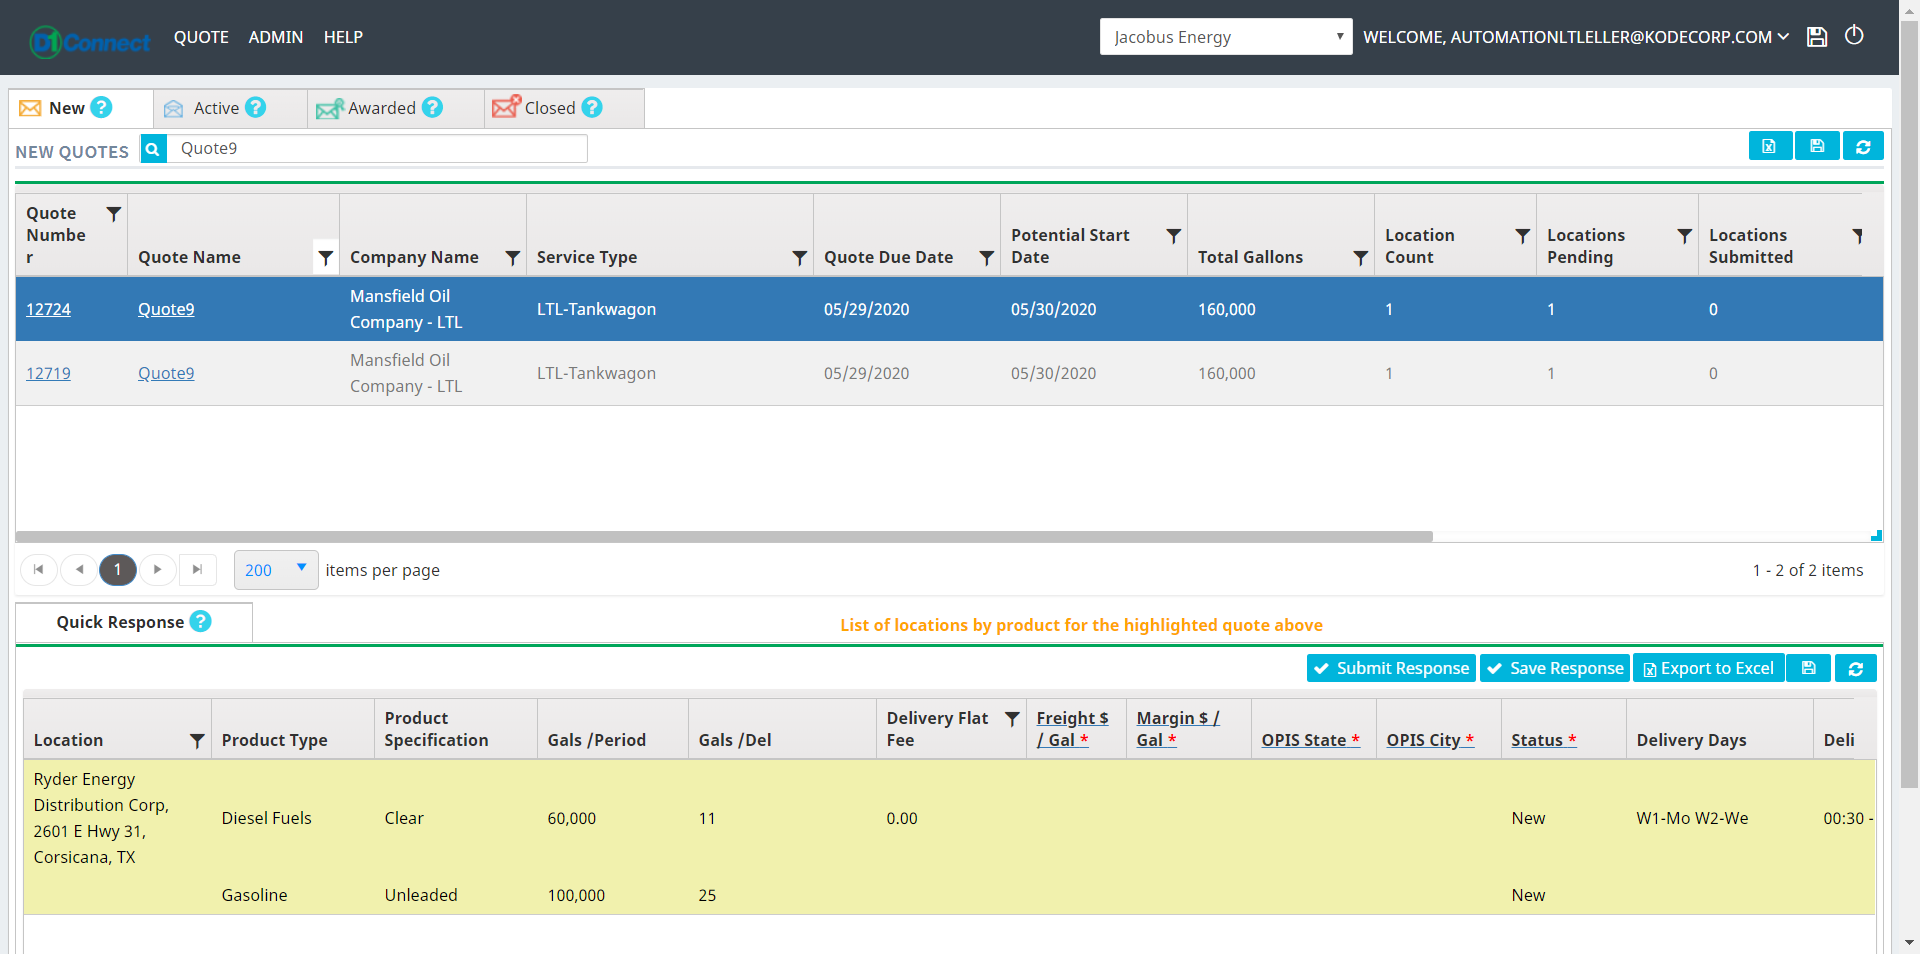 D1Connect QUOTE ADMIN HELP Jacobus Energy WELCOME, AUTOMATIONLTLELLER@KODECORP.COM
New ? Active ? Awarded ? Closed ?
NEW QUOTES Quote9
Quote Numbe r
Quote Name
Company Name
Service Type
Quote Due Date
Potential Start Date
Total Gallons
Location Count
Locations Pending
Locations Submitted
12724 Quote9 Mansfield Oil Company - LTL LTL-Tankwagon 05/29/2020 05/30/2020 160,000 1 1 0
12719 Quote9 Mansfield Oil Company - LTL LTL-Tankwagon 05/29/2020 05/30/2020 160,000 1 1 0
1 200 items per page 1 - 2 of 2 items
Quick Response ? List of locations by product for the highlighted quote above
Submit Response Save Response Export to Excel
Location
Product Type
Product Specification
Gals /Period
Gals /Del
Delivery Flat Fee
Freight $ / Gal *
Margin $ / Gal *
OPIS State *
OPIS City *
Status *
Delivery Days
Deli
Ryder Energy
Distribution Corp,
2601 E Hwy 31,
Corsicana, TX
Diesel Fuels Clear 60,000 11 0.00 New W1-Mo W2-We 00:30 -
Gasoline Unleaded 100,000 25 New